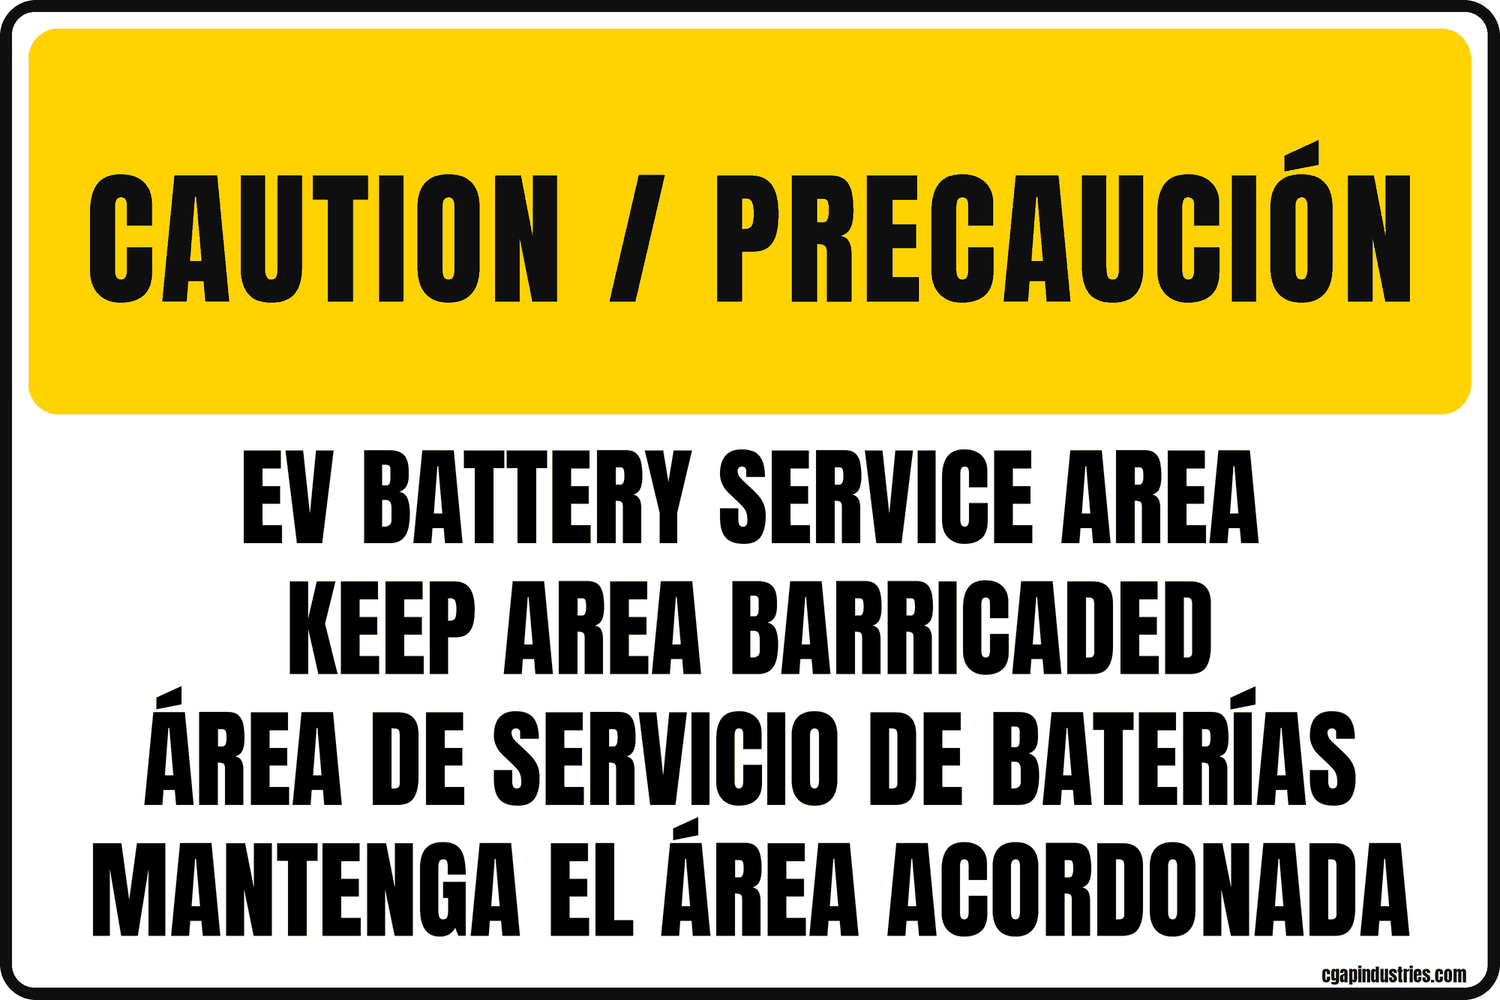 CAUTION / PRECAUCIÓN
EV BATTERY SERVICE AREA
KEEP AREA BARRICADED
ÁREA DE SERVICIO DE BATERÍAS
MANTENGA EL ÁREA ACORDONADA
cgapindustries.com